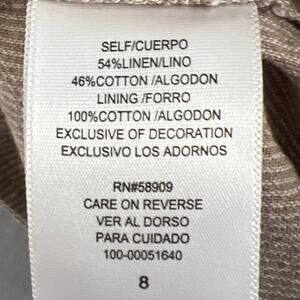 SELF/CUERPO
54%LINEN/LINO
46%COTTON/ALGODON
LINING/FORRO
100%COTTON/ALGODON
EXCLUSIVE OF DECORATION
EXCLUSIVO LOS ADORNOS
RN#58909
CARE ON REVERSE
VER AL DORSO
PARA CUIDADO
100-00051640
8